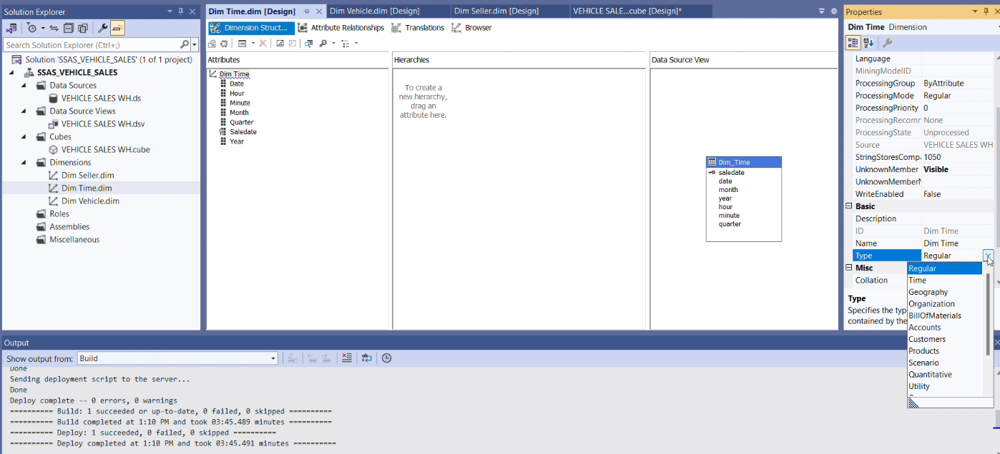 Solution Explorer
Search Solution Explorer (Ctrl+;)
Solution 'SSAS_VEHICLE_SALES' (1 of 1 project)
SSAS_VEHICLE_SALES
Data Sources
VEHICLE SALES WH.ds
Data Source Views
VEHICLE SALES WH.dsv
Cubes
VEHICLE SALES WH.cube
Dimensions
Dim Seller.dim
Dim Time.dim
Dim Vehicle.dim
Roles
Assemblies
Miscellaneous
Dim Time.dim [Design] Dim Vehicle.dim [Design] Dim Seller.dim [Design] VEHICLE SALE...cube [Design]*
Dimension Struct... Attribute Relationships Translations Browser
Attributes
Dim Time
Date
Hour
Minute
Month
Quarter
Saledate
Year
Hierarchies
To create a
new hierarchy,
drag an
attribute here.
Data Source View
Dim_Time
saledate
date
month
year
hour
minute
quarter
Properties
Dim Time Dimension
Language
MiningModelID
ProcessingGroup ByAttribute
ProcessingMode Regular
ProcessingPriority 0
ProcessingRecomr None
ProcessingState Unprocessed
Source VEHICLE SALES WH
StringStoresComp 1050
UnknownMember Visible
UnknownMember
WriteEnabled False
Basic
Description
ID Dim Time
Name Dim Time
Type Regular
Misc
Collation
Regular
Time
Geography
Organization
BillOfMaterials
Accounts
Customers
Products
Scenario
Quantitative
Utility
Type
Specifies the typ
contained by the
Output
Show output from: Build
Done
Sending deployment script to the server...
Done
Deploy complete -- 0 errors, 0 warnings
========== Build: 1 succeeded or up-to-date, 0 failed, 0 skipped ==========
========== Build completed at 1:10 PM and took 03:45.489 minutes ==========
========== Deploy: 1 succeeded, 0 failed, 0 skipped ==========
========== Deploy completed at 1:10 PM and took 03:45.491 minutes ==========